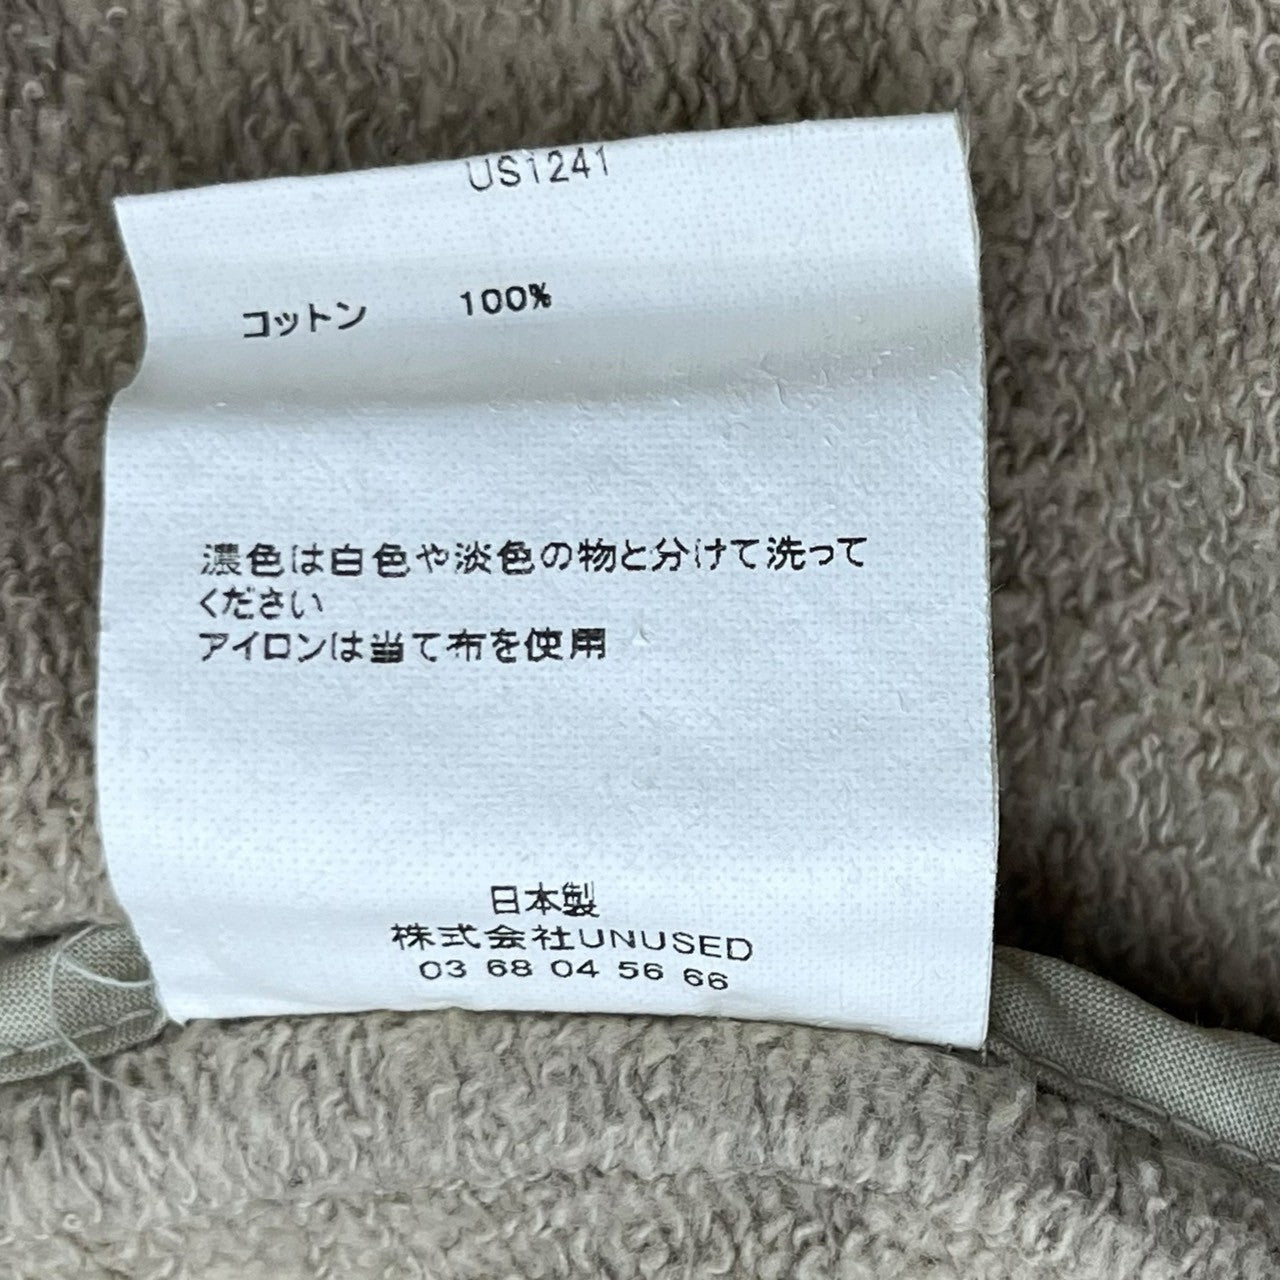 US1241
コットン 100%
濃色は白色や淡色の物と分けて洗って
ください
アイロンは当て布を使用
日本製
株式会社UNUSED
03 68 04 56 66